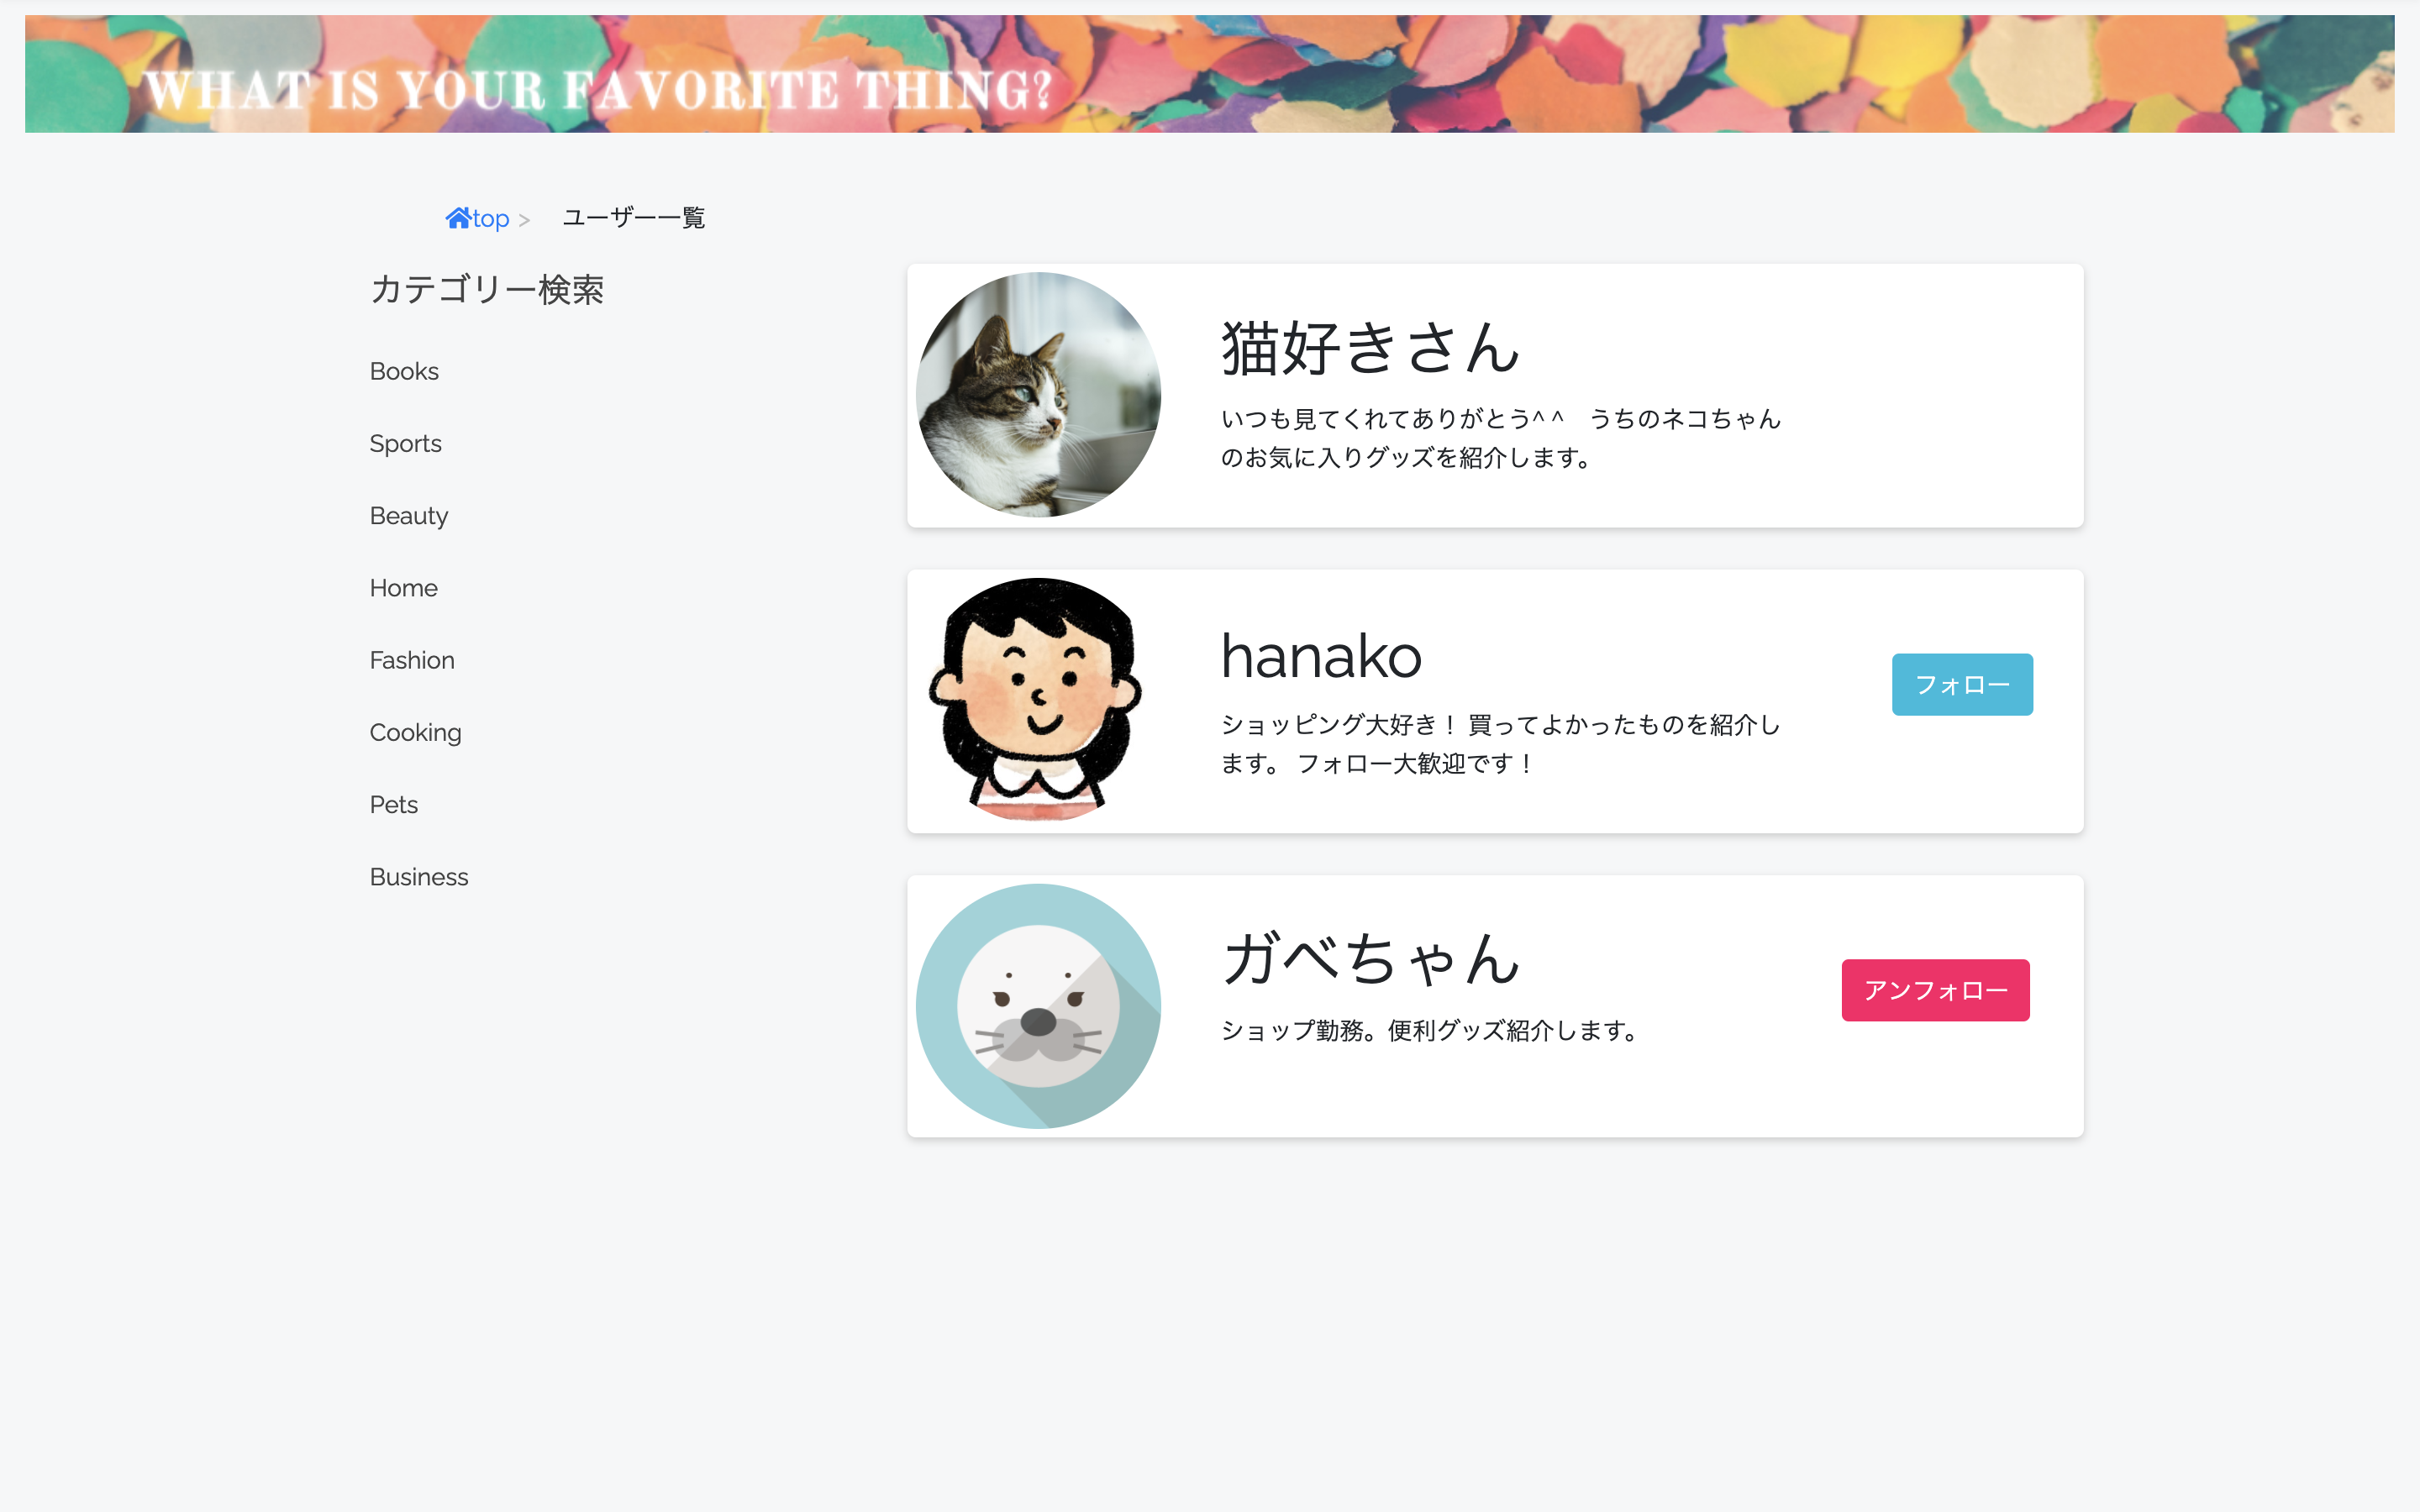 WHAT IS YOUR FAVORITE THING?
top > ユーザー一覧
カテゴリー検索
Books
Sports
Beauty
Home
Fashion
Cooking
Pets
Business
猫好きさん
いつも見てくれてありがとう^ ^　うちのネコちゃん
のお気に入りグッズを紹介します。
hanako
ショッピング大好き！ 買ってよかったものを紹介し
ます。 フォロー大歓迎です！
フォロー
ガベちゃん
ショップ勤務。便利グッズ紹介します。
アンフォロー